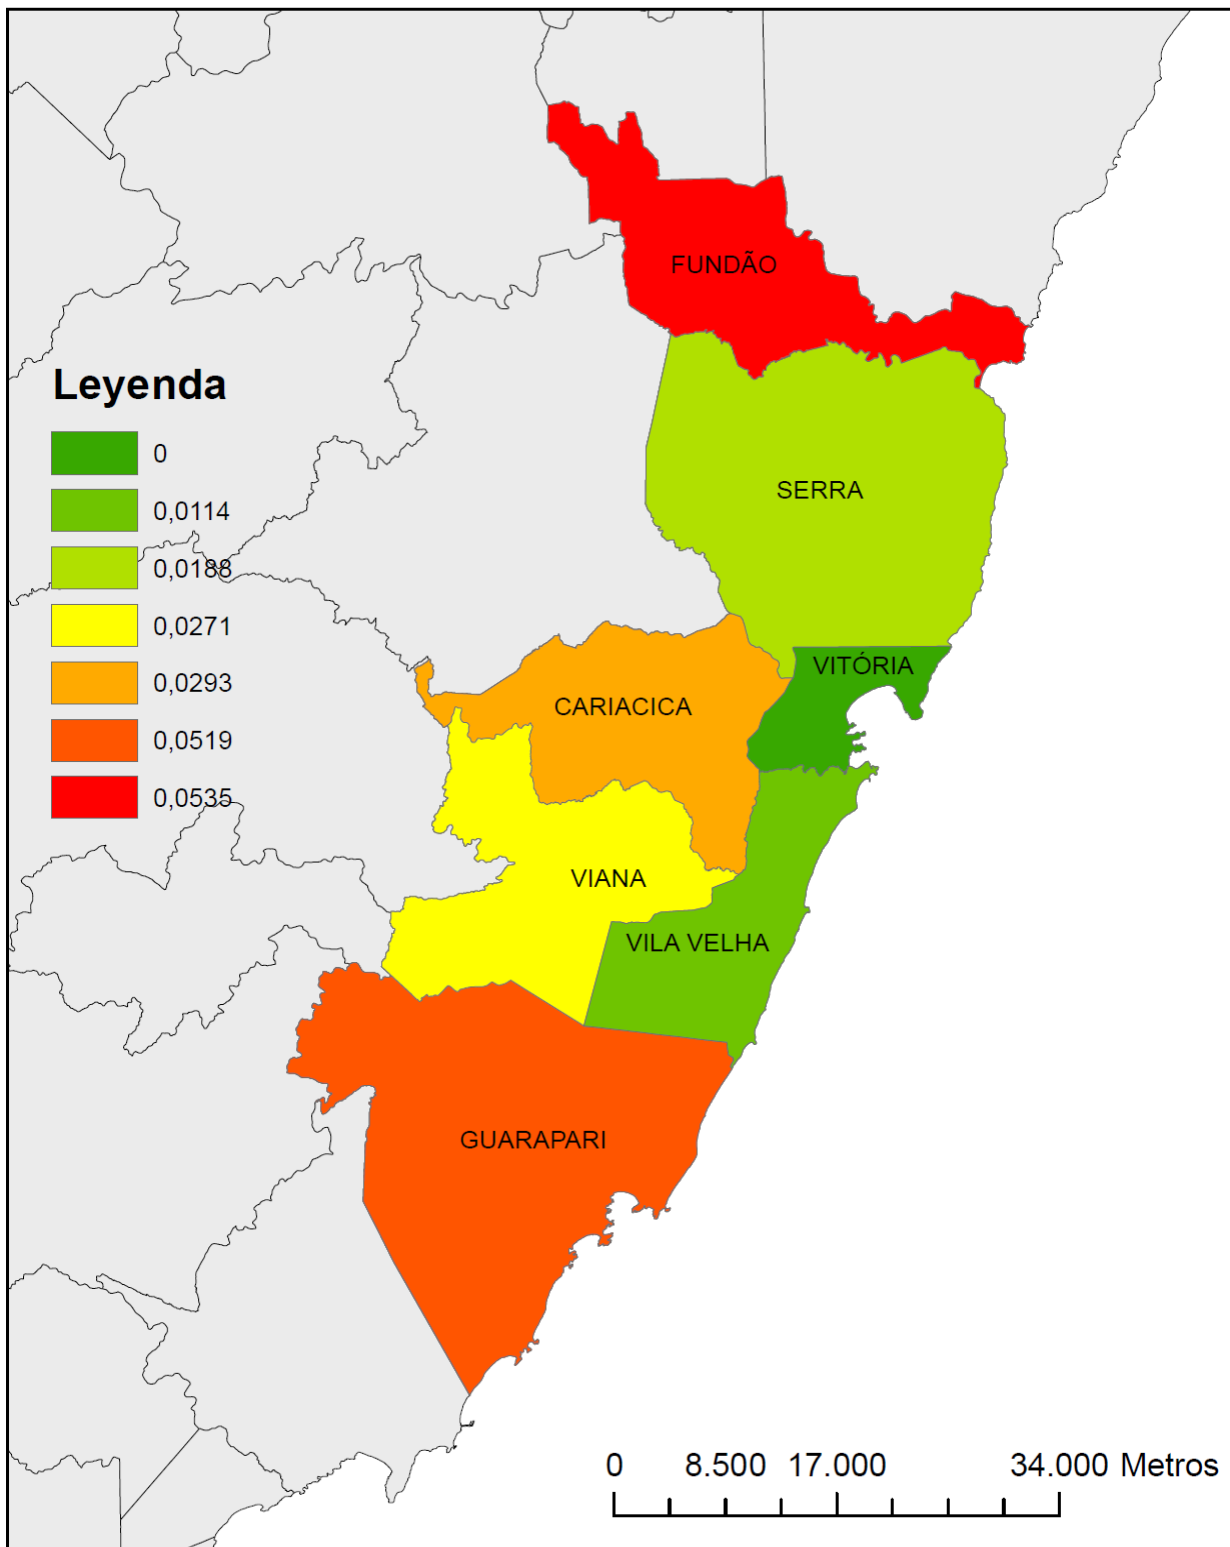 FUNDÃO
Leyenda
0
0,0114
0,0188
0,0271
0,0293
0,0519
0,0535
SERRA
VITÓRIA
CARIACICA
VIANA
VILA VELHA
GUARAPARI
0 8.500 17.000 34.000 Metros